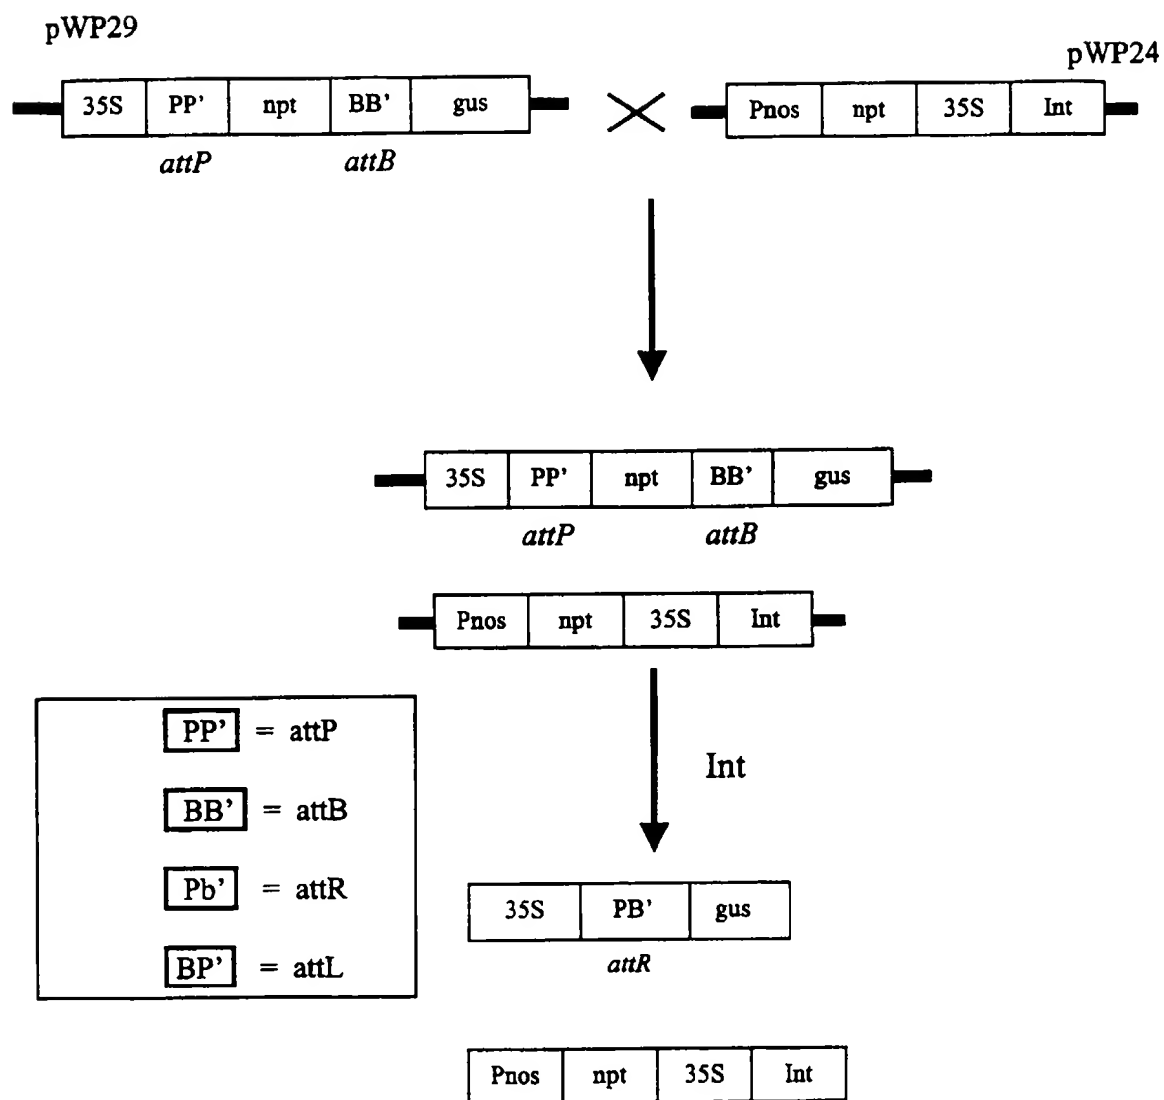 pWP29
pWP24
35S PP' npt BB' gus
Pnos npt 35S Int
attP attB
35S PP' npt BB' gus
attP attB
Pnos npt 35S Int
PP' = attP
BB' = attB
Pb' = attR
BP' = attL
Int
35S PB' gus
attR
Pnos npt 35S Int